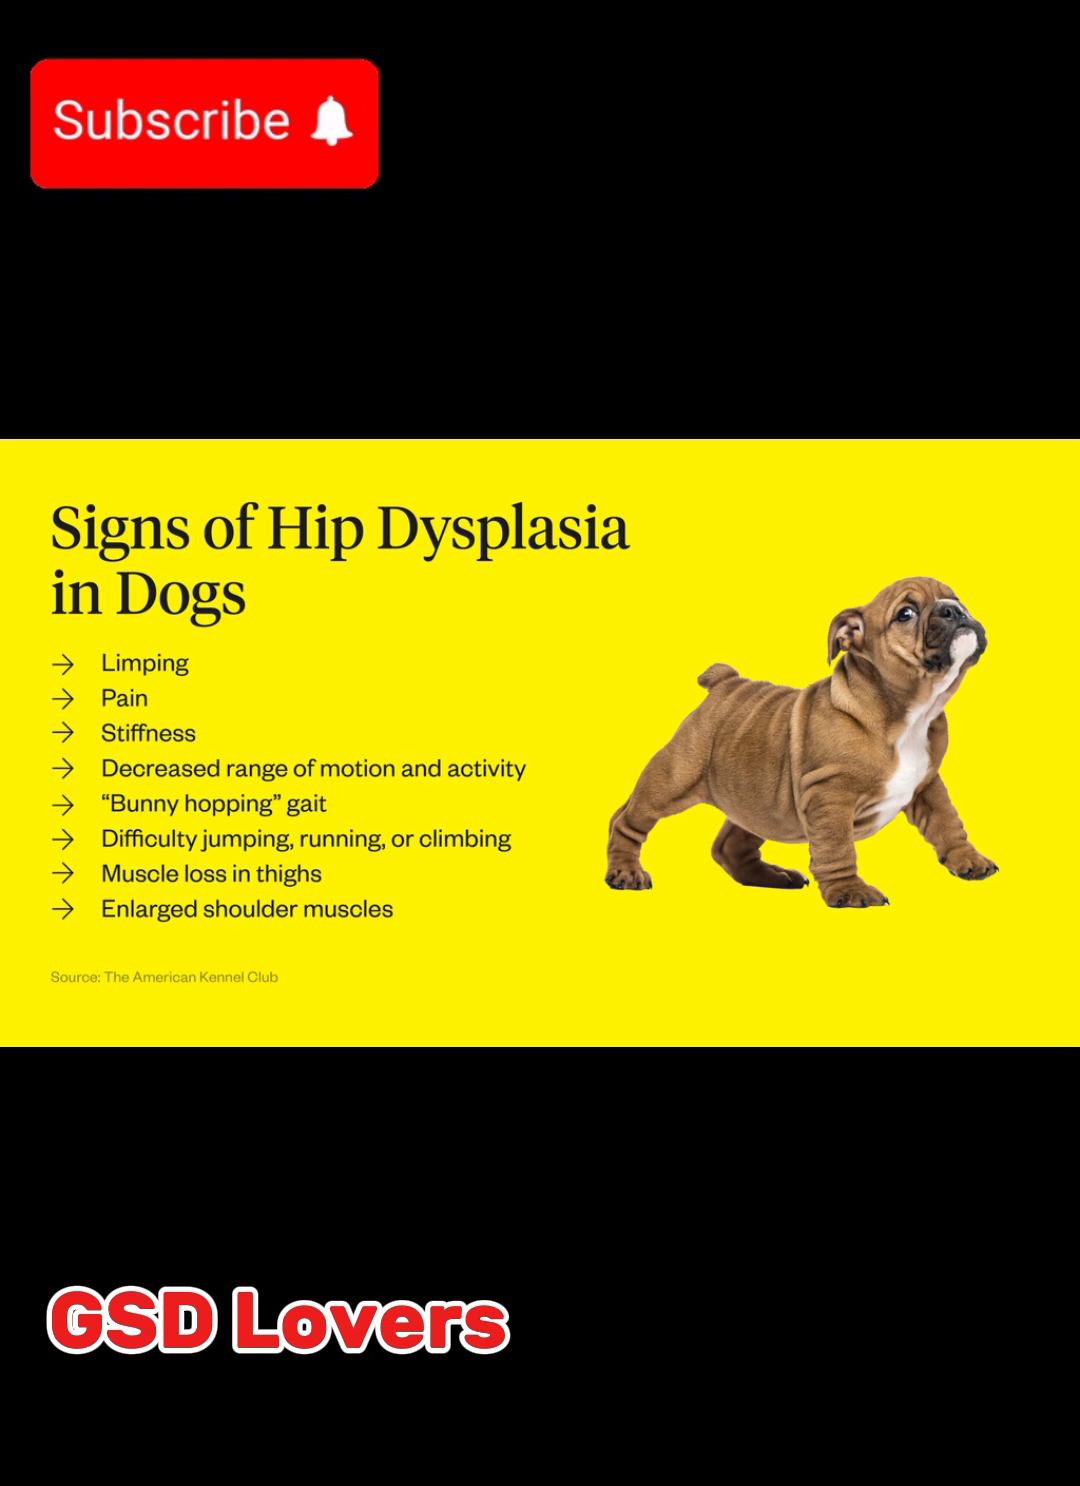 Subscribe
Signs of Hip Dysplasia
in Dogs
→ Limping
→ Pain
→ Stiffness
→ Decreased range of motion and activity
→ “Bunny hopping” gait
→ Difficulty jumping, running, or climbing
→ Muscle loss in thighs
→ Enlarged shoulder muscles
Source: The American Kennel Club
GSD Lovers